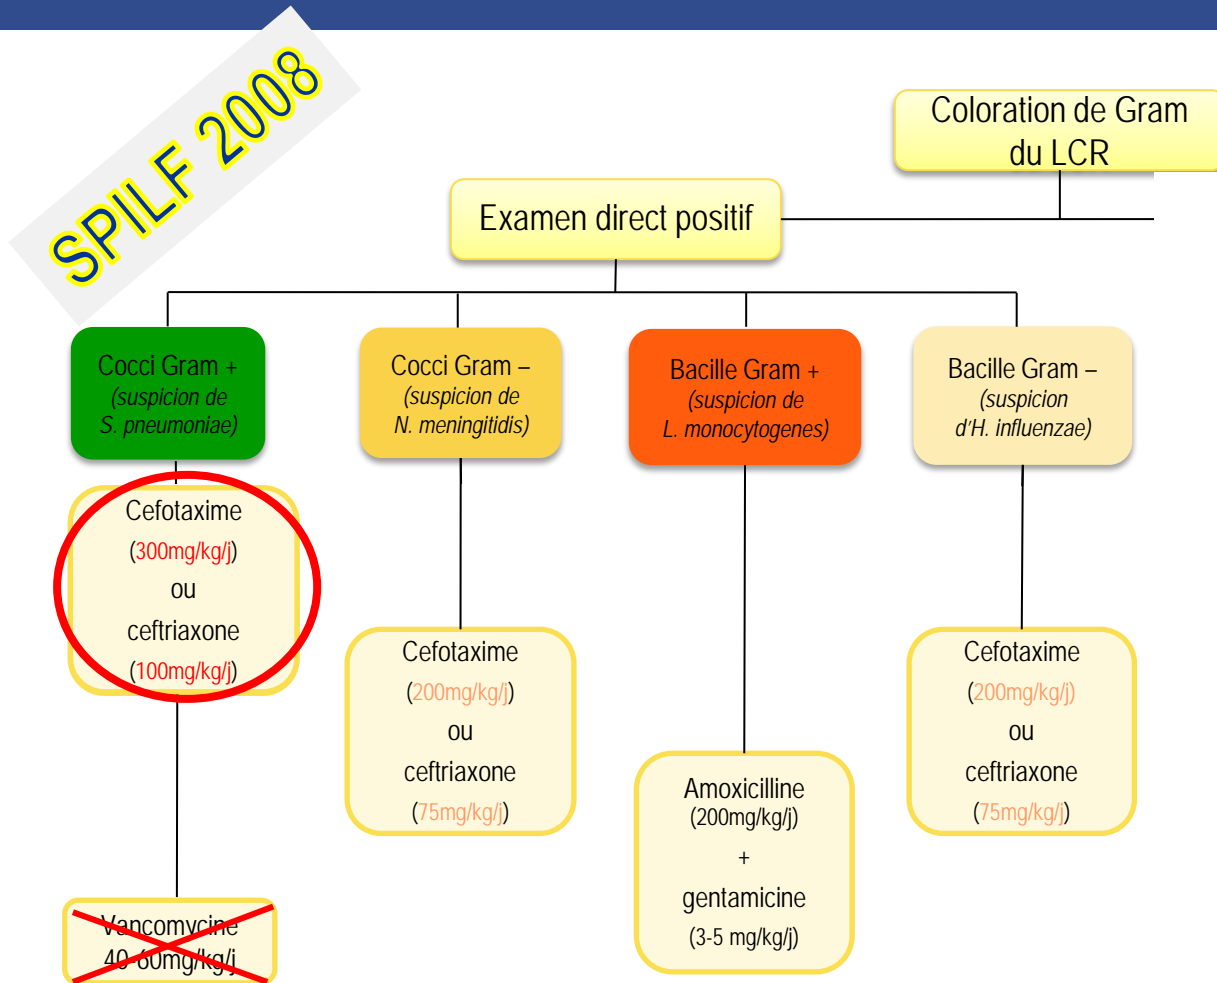 SPILF 2008
Coloration de Gram
du LCR
Examen direct positif
Cocci Gram +
(suspicion de
S. pneumoniae)
Cocci Gram –
(suspicion de
N. meningitidis)
Bacille Gram +
(suspicion de
L. monocytogenes)
Bacille Gram –
(suspicion
d'H. influenzae)
Cefotaxime
(300mg/kg/j)
ou
ceftriaxone
(100mg/kg/j)
Cefotaxime
(200mg/kg/j)
ou
ceftriaxone
(75mg/kg/j)
Amoxicilline
(200mg/kg/j)
+
gentamicine
(3-5 mg/kg/j)
Cefotaxime
(200mg/kg/j)
ou
ceftriaxone
(75mg/kg/j)
Vancomycine
40-60mg/kg/j